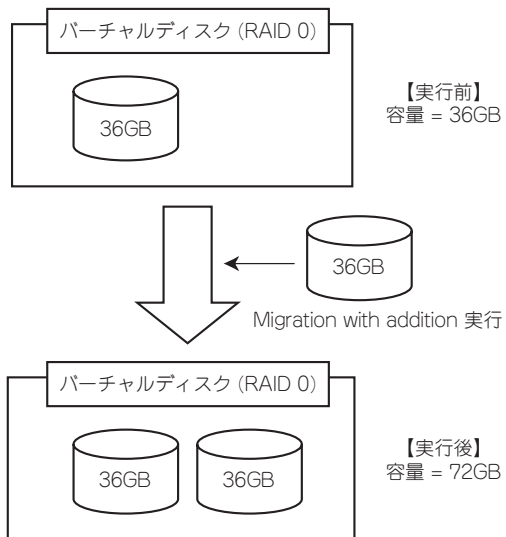 バーチャルディスク (RAID 0)
36GB
【実行前】
容量 = 36GB
36GB
Migration with addition 実行
バーチャルディスク (RAID 0)
36GB
36GB
【実行後】
容量 = 72GB